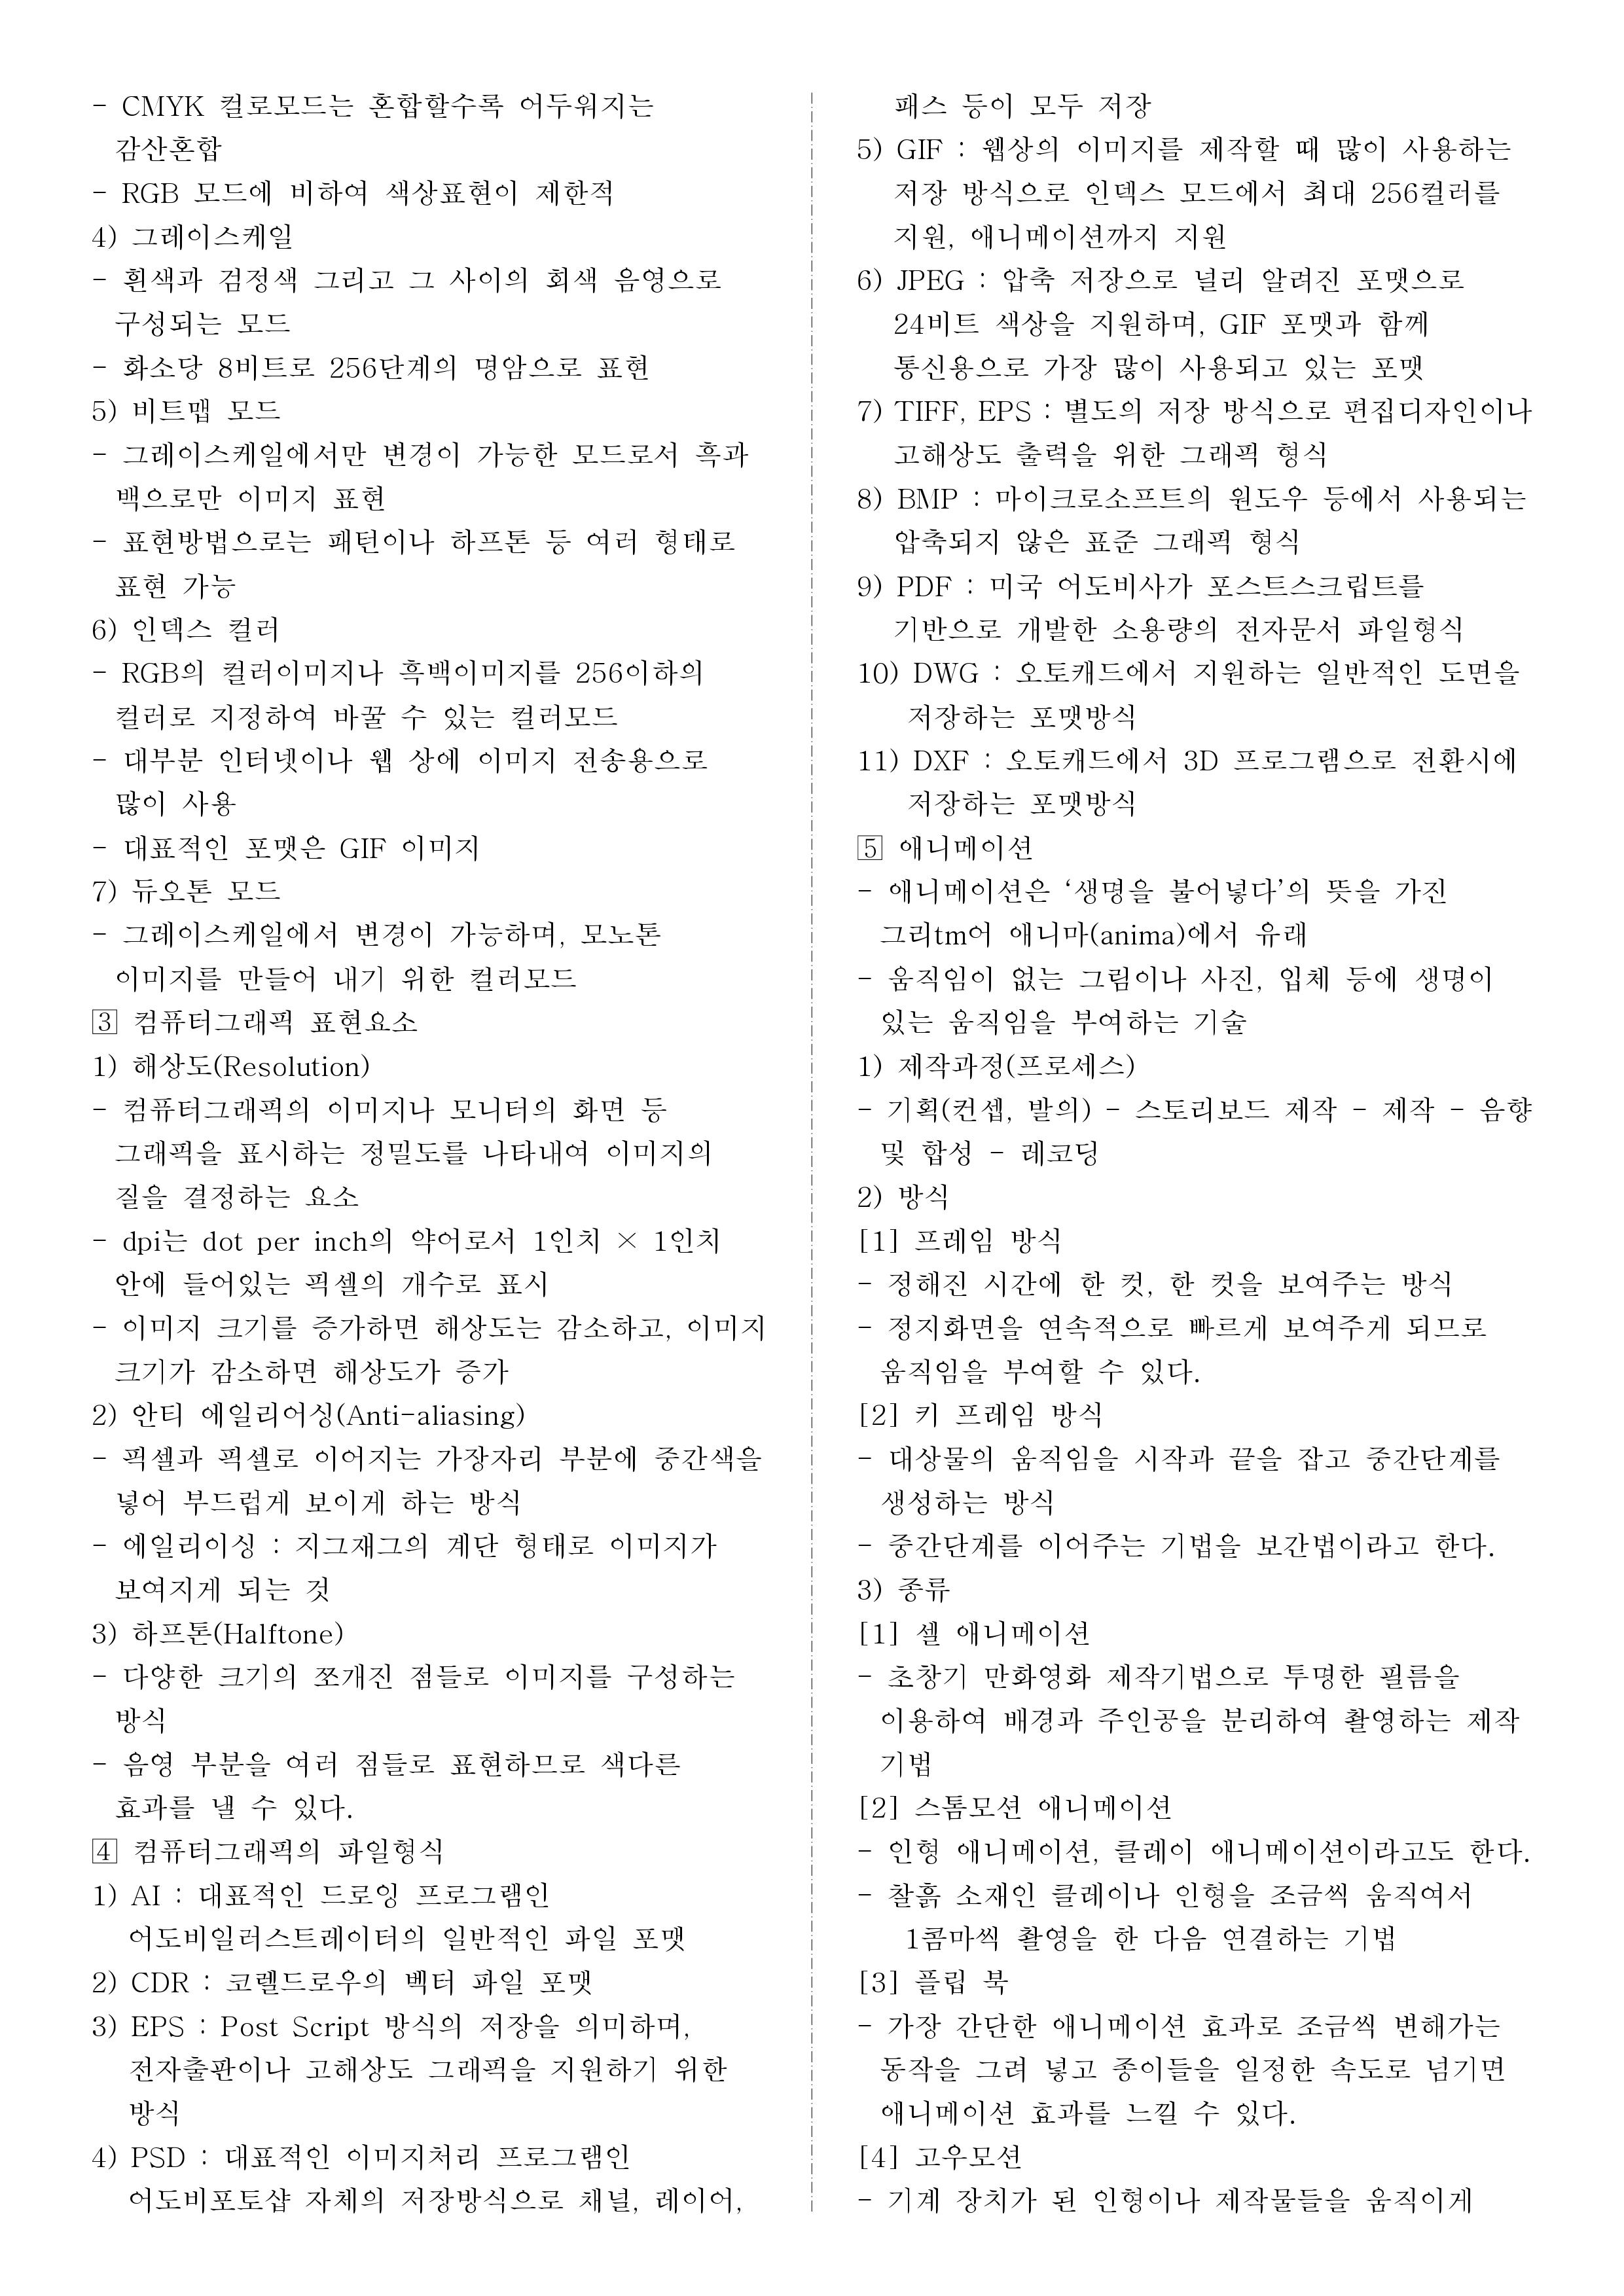 - CMYK 컬로모드는 혼합할수록 어두워지는
감산혼합
- RGB 모드에 비하여 색상표현이 제한적
4) 그레이스케일
- 흰색과 검정색 그리고 그 사이의 회색 음영으로
구성되는 모드
- 화소당 8비트로 256단계의 명암으로 표현
5) 비트맵 모드
- 그레이스케일에서만 변경이 가능한 모드로서 흑과
백으로만 이미지 표현
- 표현방법으로는 패턴이나 하프톤 등 여러 형태로
표현 가능
6) 인덱스 컬러
- RGB의 컬러이미지나 흑백이미지를 256이하의
컬러로 지정하여 바꿀 수 있는 컬러모드
- 대부분 인터넷이나 웹 상에 이미지 전송용으로
많이 사용
- 대표적인 포맷은 GIF 이미지
7) 듀오톤 모드
- 그레이스케일에서 변경이 가능하며, 모노톤
이미지를 만들어 내기 위한 컬러모드
3 컴퓨터그래픽 표현요소
1) 해상도(Resolution)
- 컴퓨터그래픽의 이미지나 모니터의 화면 등
그래픽을 표시하는 정밀도를 나타내여 이미지의
질을 결정하는 요소
- dpi는 dot per inch의 약어로서 1인치 × 1인치
안에 들어있는 픽셀의 개수로 표시
- 이미지 크기를 증가하면 해상도는 감소하고, 이미지
크기가 감소하면 해상도가 증가
2) 안티 에일리어싱(Anti-aliasing)
- 픽셀과 픽셀로 이어지는 가장자리 부분에 중간색을
넣어 부드럽게 보이게 하는 방식
- 에일리이싱 : 지그재그의 계단 형태로 이미지가
보여지게 되는 것
3) 하프톤(Halftone)
- 다양한 크기의 쪼개진 점들로 이미지를 구성하는
방식
- 음영 부분을 여러 점들로 표현하므로 색다른
효과를 낼 수 있다.
4 컴퓨터그래픽의 파일형식
1) AI : 대표적인 드로잉 프로그램인
어도비일러스트레이터의 일반적인 파일 포맷
2) CDR : 코렐드로우의 벡터 파일 포맷
3) EPS : Post Script 방식의 저장을 의미하며,
전자출판이나 고해상도 그래픽을 지원하기 위한
방식
4) PSD : 대표적인 이미지처리 프로그램인
어도비포토샵 자체의 저장방식으로 채널, 레이어,
패스 등이 모두 저장
5) GIF : 웹상의 이미지를 제작할 때 많이 사용하는
저장 방식으로 인덱스 모드에서 최대 256컬러를
지원, 애니메이션까지 지원
6) JPEG : 압축 저장으로 널리 알려진 포맷으로
24비트 색상을 지원하며, GIF 포맷과 함께
통신용으로 가장 많이 사용되고 있는 포맷
7) TIFF, EPS : 별도의 저장 방식으로 편집디자인이나
고해상도 출력을 위한 그래픽 형식
8) BMP : 마이크로소프트의 원도우 등에서 사용되는
압축되지 않은 표준 그래픽 형식
9) PDF : 미국 어도비사가 포스트스크립트를
기반으로 개발한 소용량의 전자문서 파일형식
10) DWG : 오토캐드에서 지원하는 일반적인 도면을
저장하는 포맷방식
11) DXF : 오토캐드에서 3D 프로그램으로 전환시에
저장하는 포맷방식
5 애니메이션
- 애니메이션은 ‘생명을 불어넣다’의 뜻을 가진
그리tm어 애니마(anima)에서 유래
- 움직임이 없는 그림이나 사진, 입체 등에 생명이
있는 움직임을 부여하는 기술
1) 제작과정(프로세스)
- 기획(컨셉, 발의) - 스토리보드 제작 - 제작 - 음향
및 합성 - 레코딩
2) 방식
[1] 프레임 방식
- 정해진 시간에 한 컷, 한 컷을 보여주는 방식
- 정지화면을 연속적으로 빠르게 보여주게 되므로
움직임을 부여할 수 있다.
[2] 키 프레임 방식
- 대상물의 움직임을 시작과 끝을 잡고 중간단계를
생성하는 방식
- 중간단계를 이어주는 기법을 보간법이라고 한다.
3) 종류
[1] 셀 애니메이션
- 초창기 만화영화 제작기법으로 투명한 필름을
이용하여 배경과 주인공을 분리하여 촬영하는 제작
기법
[2] 스톰모션 애니메이션
- 인형 애니메이션, 클레이 애니메이션이라고도 한다.
- 찰흙 소재인 클레이나 인형을 조금씩 움직여서
1콤마씩 촬영을 한 다음 연결하는 기법
[3] 플립 북
- 가장 간단한 애니메이션 효과로 조금씩 변해가는
동작을 그려 넣고 종이들을 일정한 속도로 넘기면
애니메이션 효과를 느낄 수 있다.
[4] 고우모션
- 기계 장치가 된 인형이나 제작물들을 움직이게